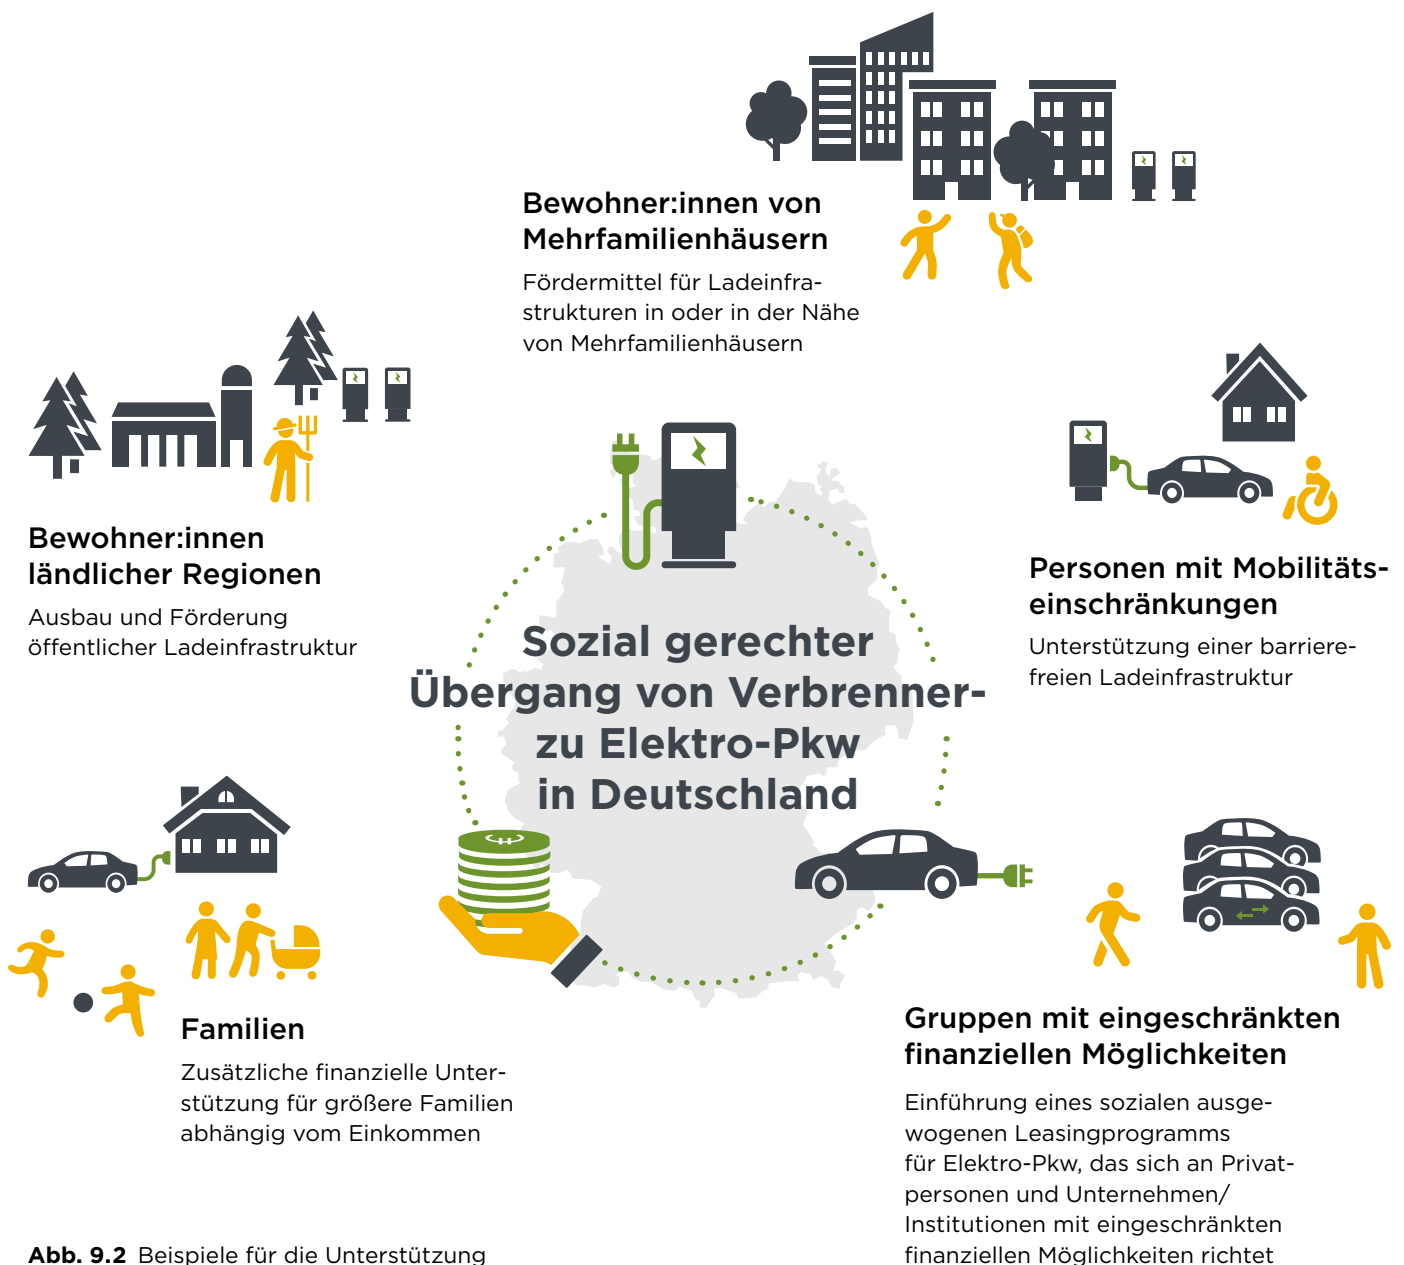 Bewohner:innen von
Mehrfamilienhäusern
Fördermittel für Ladeinfra-
strukturen in oder in der Nähe
von Mehrfamilienhäusern
Bewohner:innen
ländlicher Regionen
Ausbau und Förderung
öffentlicher Ladeinfrastruktur
Personen mit Mobilitäts-
einschränkungen
Unterstützung einer barriere-
freien Ladeinfrastruktur
Sozial gerechter
Übergang von Verbrenner-
zu Elektro-Pkw
in Deutschland
Familien
Zusätzliche finanzielle Unter-
stützung für größere Familien
abhängig vom Einkommen
Gruppen mit eingeschränkten
finanziellen Möglichkeiten
Einführung eines sozialen ausge-
wogenen Leasingprogramms
für Elektro-Pkw, das sich an Privat-
personen und Unternehmen/
Institutionen mit eingeschränkten
finanziellen Möglichkeiten richtet
Abb. 9.2 Beispiele für die Unterstützung